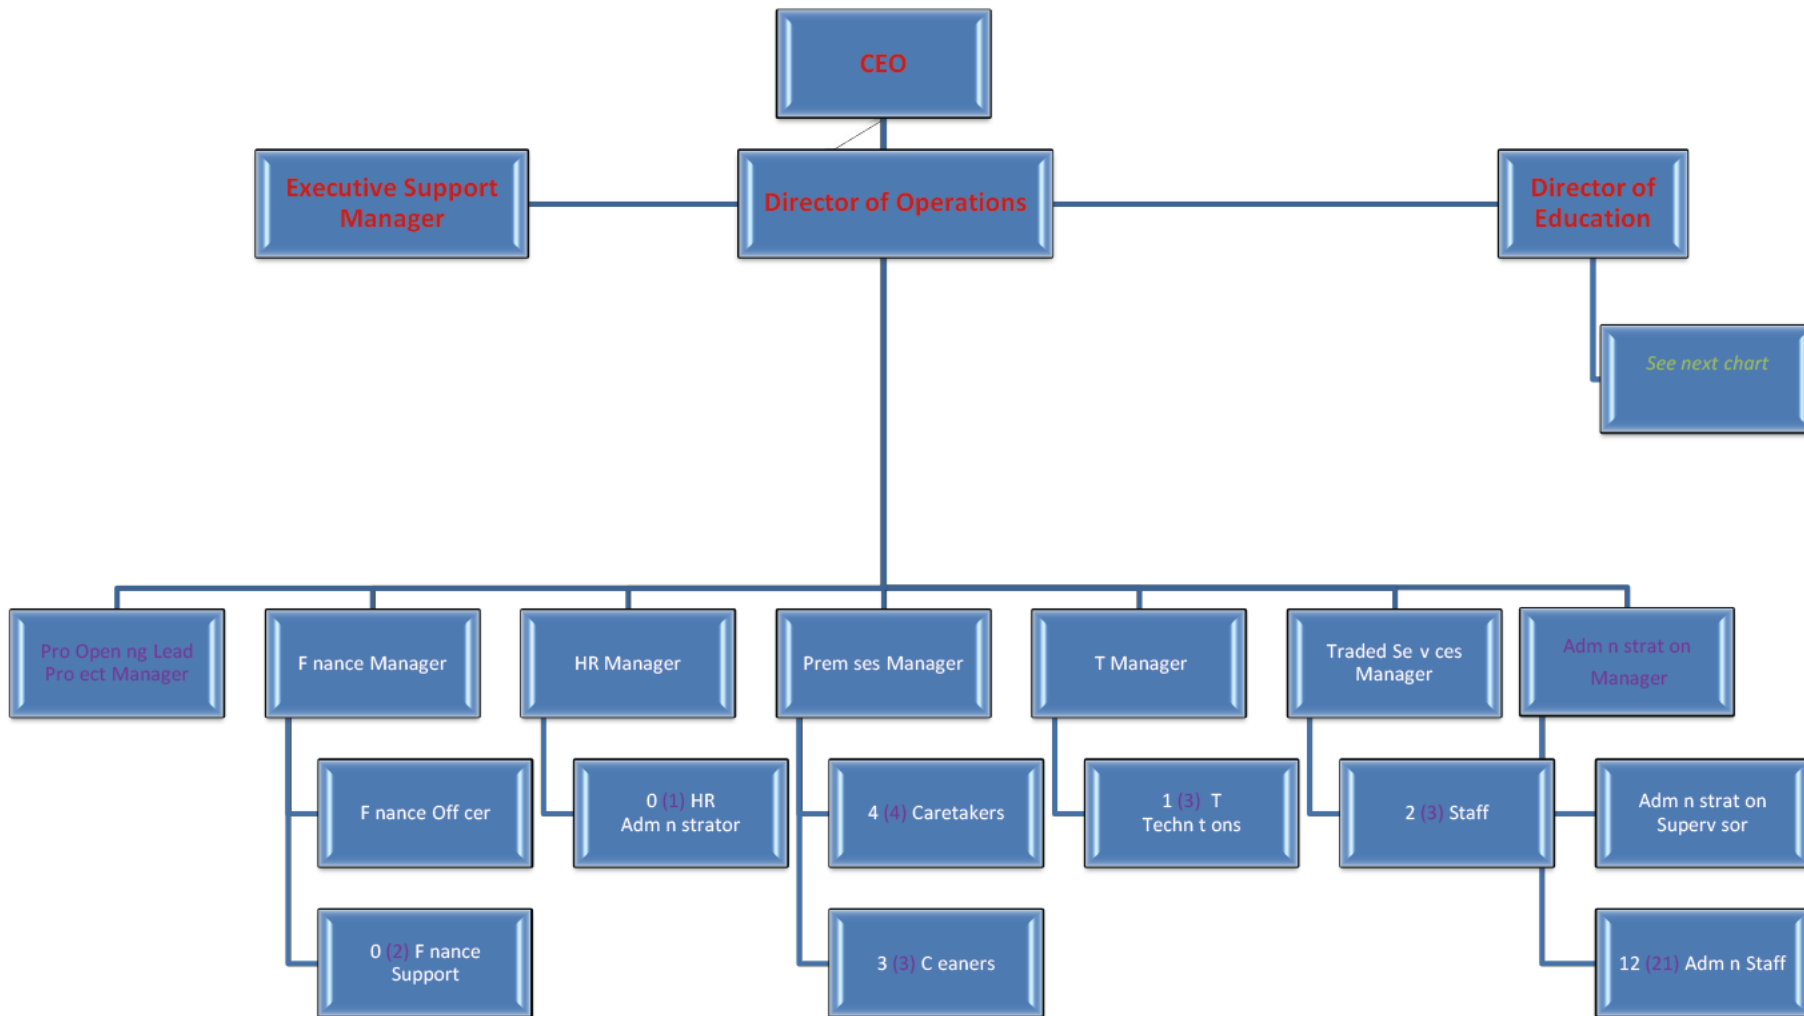 CEO
Executive Support
Manager
Director of Operations
Director of
Education
See next chart
Pro Open ng Lead
Pro ect Manager
F nance Manager
HR Manager
Prem ses Manager
T Manager
Traded Se v ces
Manager
Adm n strat on
Manager
F nance Off cer
0 (1) HR
Adm n strator
4 (4) Caretakers
1 (3) T
Techn t ons
2 (3) Staff
Adm n strat on
Superv sor
0 (2) F nance
Support
3 (3) C eaners
12 (21) Adm n Staff